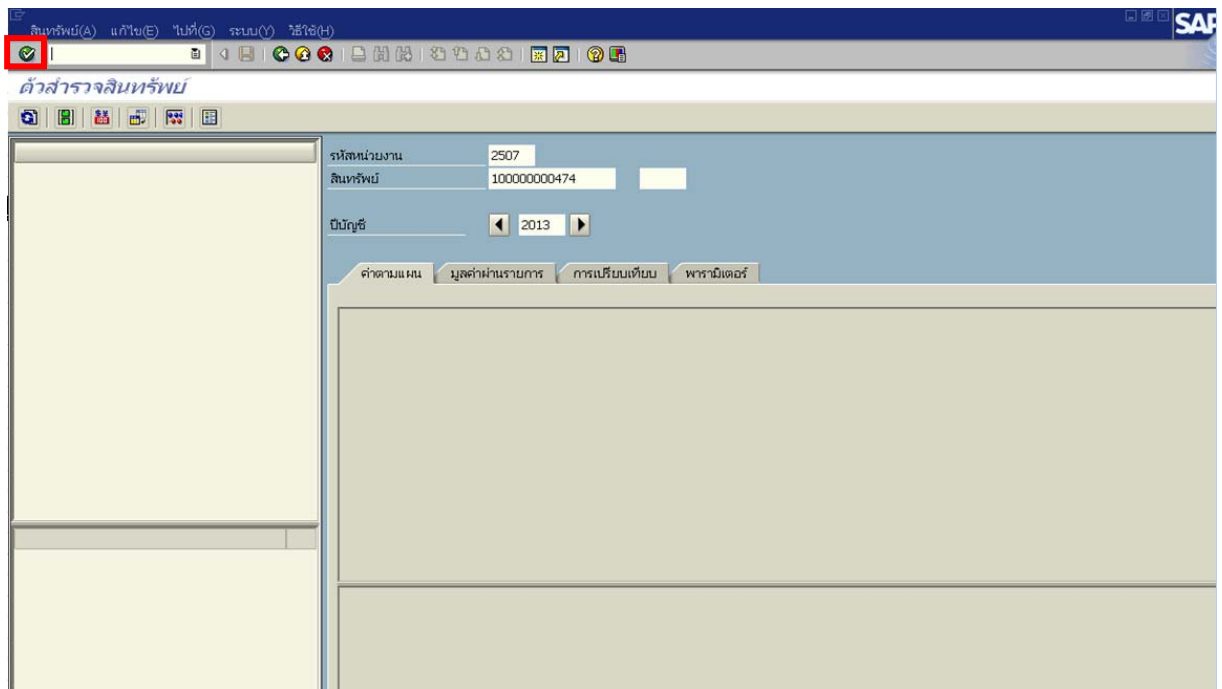 สินทรัพย์(A) แก้ไข(E) ไปที่(G) ระบบ(Y) วิธีใช้(H)
SAP
ตัวสำรวจสินทรัพย์
รหัสหน่วยงาน 2507
สินทรัพย์ 100000000474
ปีบัญชี 2013
ค่าตามแผน มูลค่าผ่านรายการ การเปรียบเทียบ พารามิเตอร์